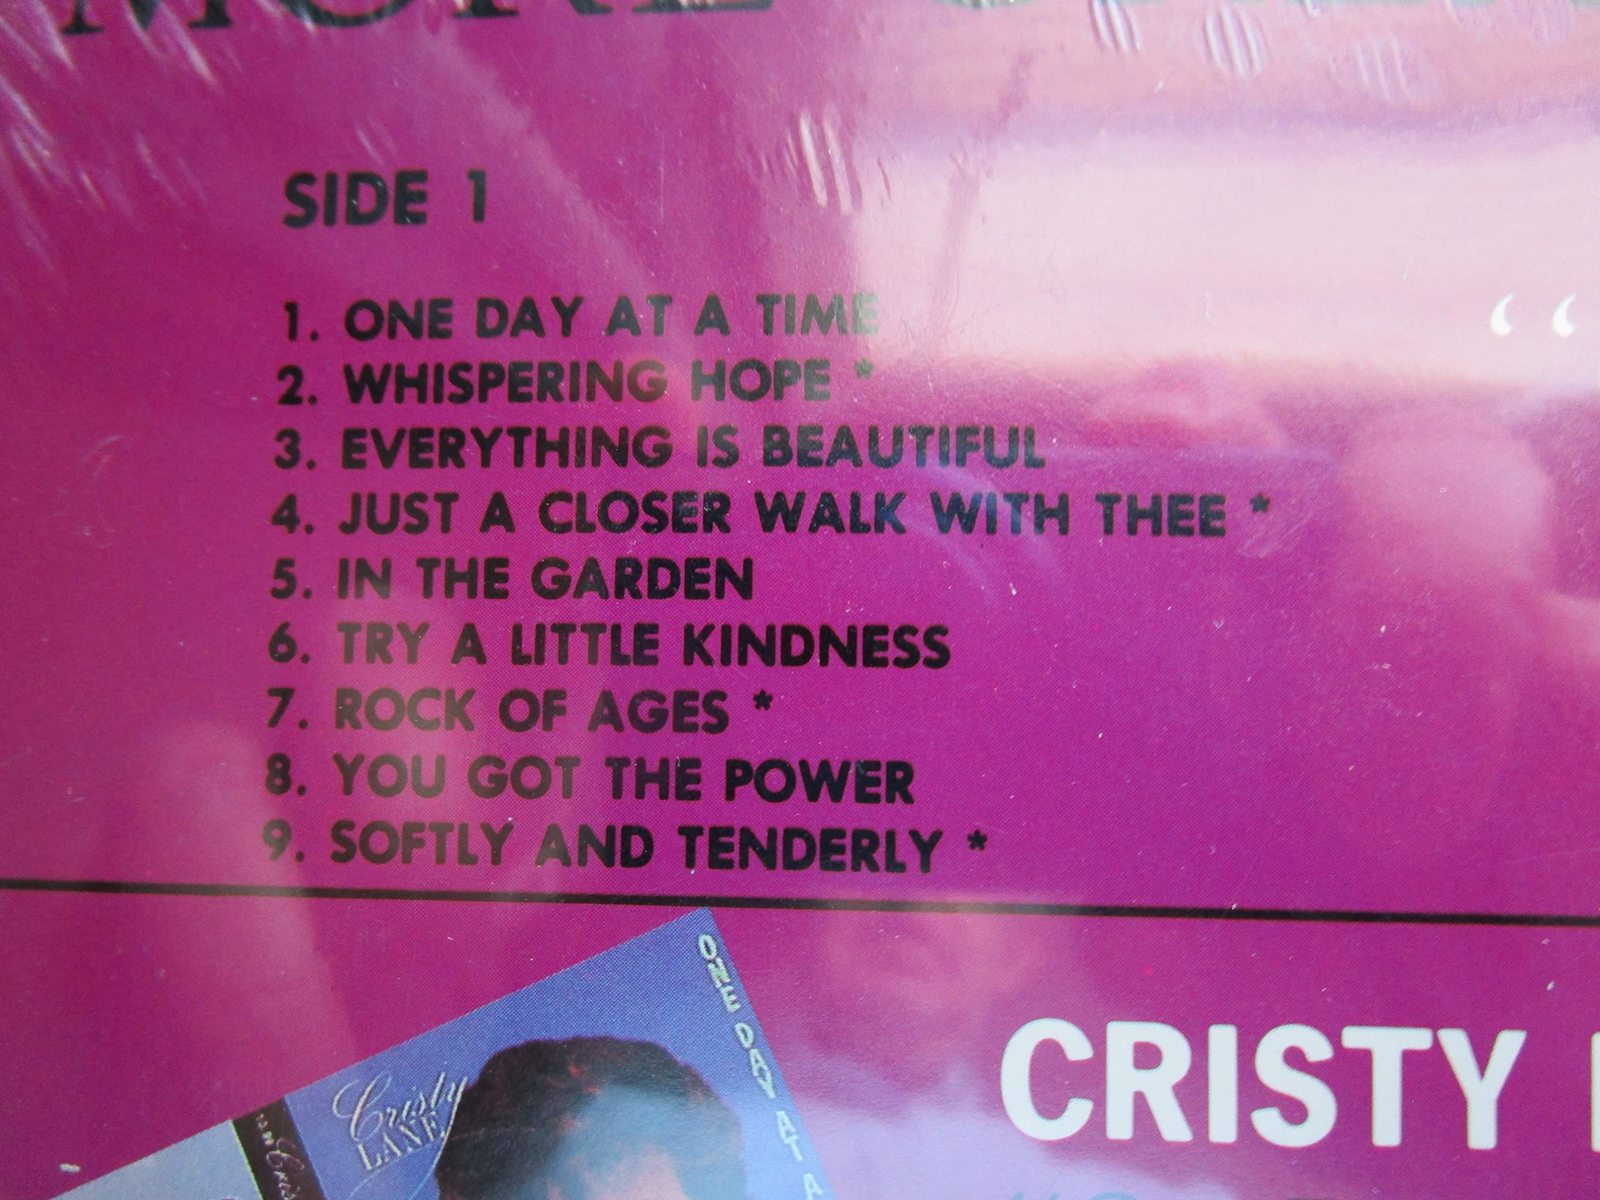 MORE
SIDE 1
1. ONE DAY AT A TIME
2. WHISPERING HOPE *
3. EVERYTHING IS BEAUTIFUL
4. JUST A CLOSER WALK WITH THEE *
5. IN THE GARDEN
6. TRY A LITTLE KINDNESS
7. ROCK OF AGES *
8. YOU GOT THE POWER
9. SOFTLY AND TENDERLY *
“
ONE DAY AT A
Cristy
LANE
CRISTY